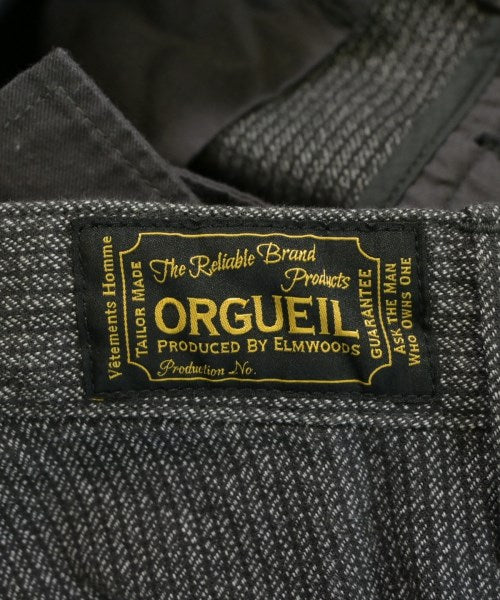 Vêtements Homme
TAILOR MADE
The Reliable Brand
Products
ORGUEIL
PRODUCED BY ELMWOODS
Production No.
GUARANTEE
ASK THE MAN
WHO OWNS ONE